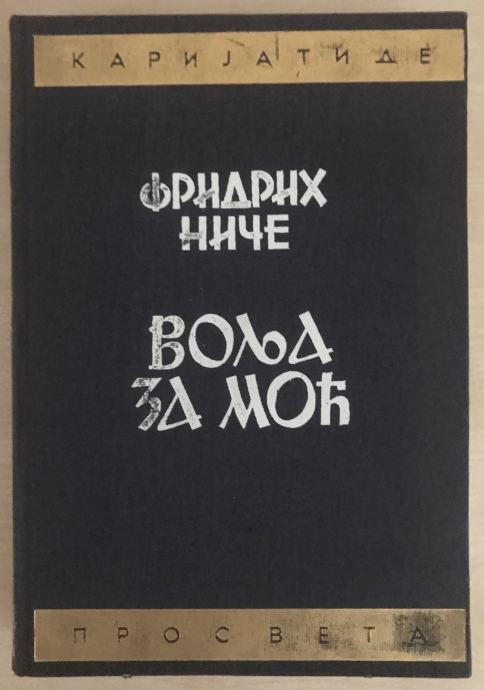 КАРИЈАТИДЕ
ФРИДРИХ
НИЧЕ
ВОЉА
ЗА МОЋ
ПРОСВЕТА